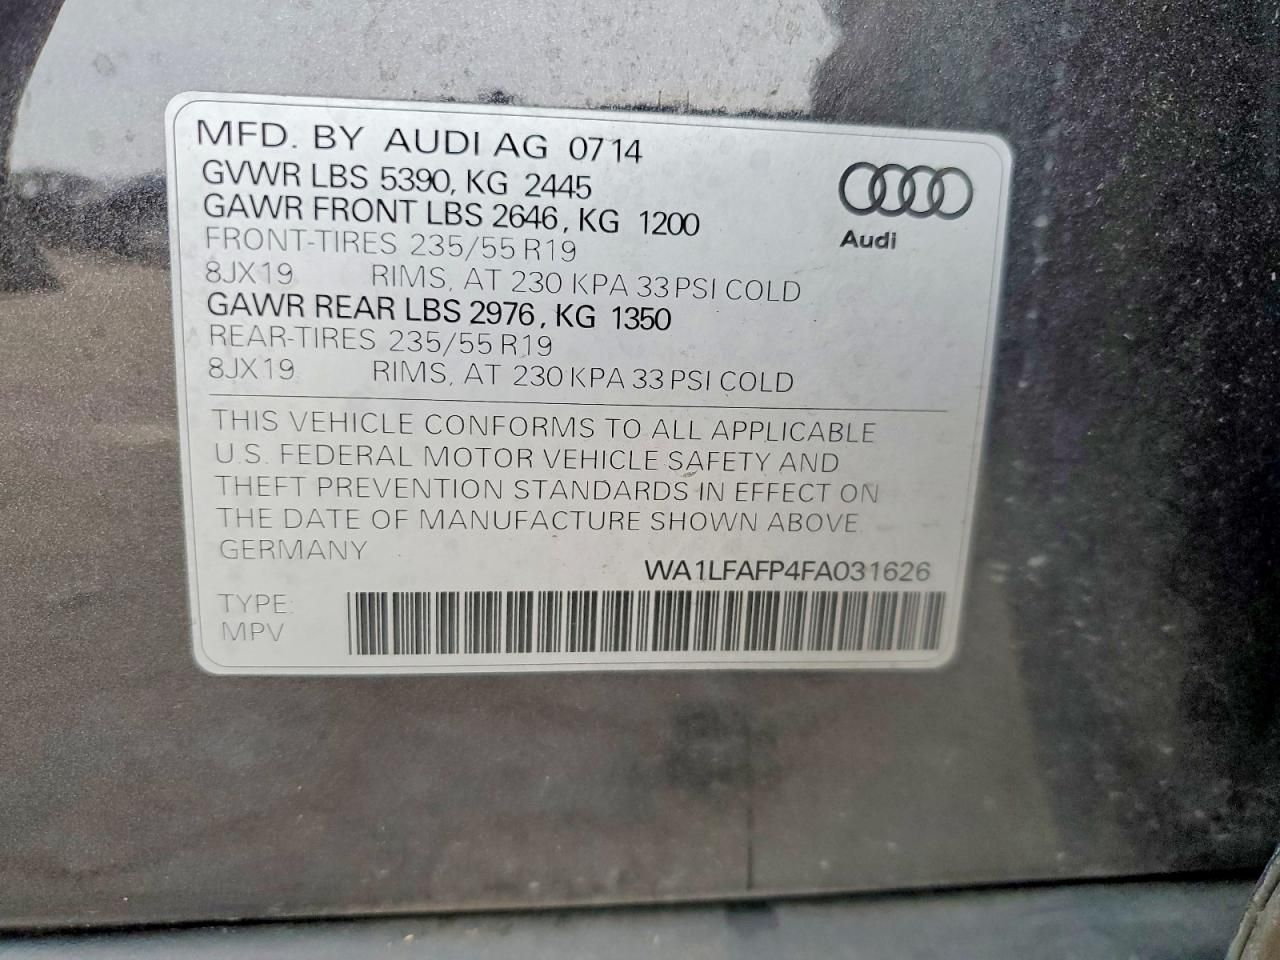 MFD. BY AUDI AG 0714
GVWR LBS 5390, KG 2445
GAWR FRONT LBS 2646, KG 1200
FRONT-TIRES 235/55 R19
8JX19 RIMS, AT 230 KPA 33 PSI COLD
GAWR REAR LBS 2976, KG 1350
REAR-TIRES 235/55 R19
8JX19 RIMS, AT 230 KPA 33 PSI COLD
Audi
THIS VEHICLE CONFORMS TO ALL APPLICABLE
U.S. FEDERAL MOTOR VEHICLE SAFETY AND
THEFT PREVENTION STANDARDS IN EFFECT ON
THE DATE OF MANUFACTURE SHOWN ABOVE.
GERMANY
WA1LFAFP4FA031626
TYPE:
MPV